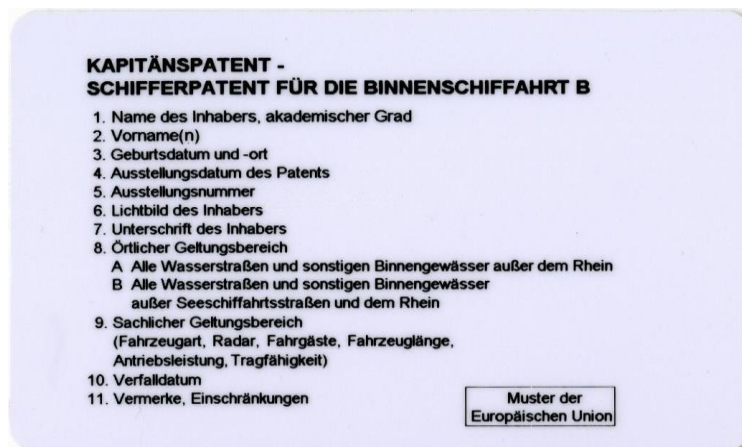 KAPITÄNSPATENT -
SCHIFFERPATENT FÜR DIE BINNENSCHIFFAHRT B
1. Name des Inhabers, akademischer Grad
2. Vorname(n)
3. Geburtsdatum und -ort
4. Ausstellungsdatum des Patents
5. Ausstellungsnummer
6. Lichtbild des Inhabers
7. Unterschrift des Inhabers
8. Örtlicher Geltungsbereich
A Alle Wasserstraßen und sonstigen Binnengewässer außer dem Rhein
B Alle Wasserstraßen und sonstigen Binnengewässer
außer Seeschiffahrtsstraßen und dem Rhein
9. Sachlicher Geltungsbereich
(Fahrzeugart, Radar, Fahrgäste, Fahrzeuglänge,
Antriebsleistung, Tragfähigkeit)
10. Verfalldatum
11. Vermerke, Einschränkungen
Muster der
Europäischen Union